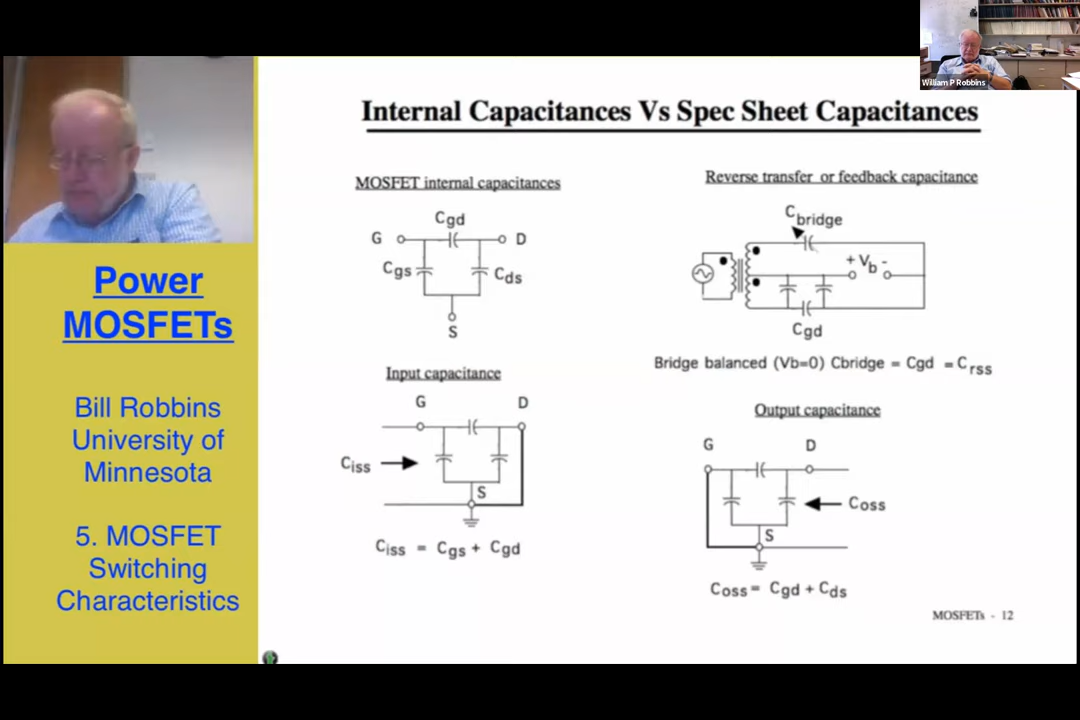 William P Robbins
Power
MOSFETs
Bill Robbins
University of
Minnesota
5. MOSFET
Switching
Characteristics
Internal Capacitances Vs Spec Sheet Capacitances
MOSFET internal capacitances
Cgd
G
D
Cgs
Cds
S
Input capacitance
G
D
Ciss
S
Ciss = Cgs + Cgd
Reverse transfer or feedback capacitance
Cbridge
+ Vb -
Cgd
Bridge balanced (Vb=0) Cbridge = Cgd = Crss
Output capacitance
G
D
Coss
S
Coss = Cgd + Cds
MOSFETs - 12